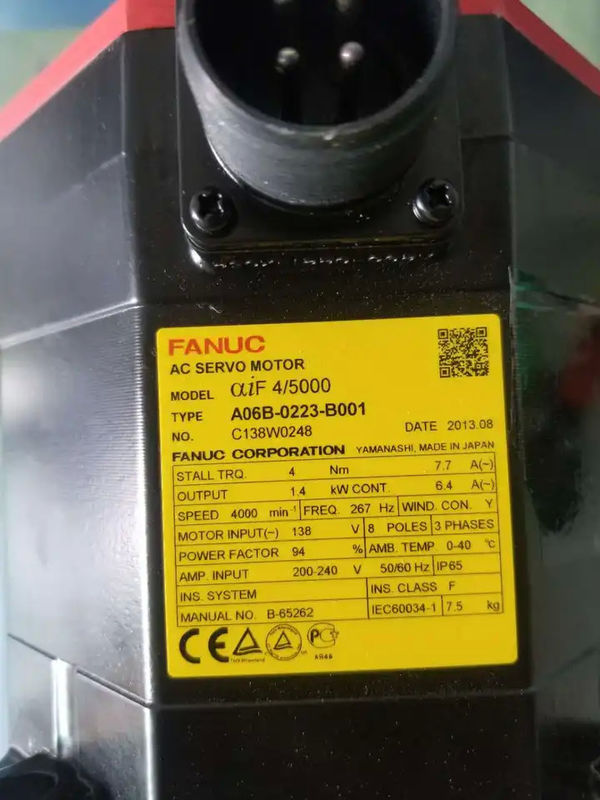 FANUC
AC SERVO MOTOR
MODEL αiF 4/5000
TYPE A06B-0223-B001
NO. C138W0248 DATE 2013.08
FANUC CORPORATION YAMANASHI, MADE IN JAPAN
STALL TRQ. 4 Nm 7.7 A(~)
OUTPUT 1.4 kW CONT. 6.4 A(~)
SPEED 4000 min⁻¹ FREQ. 267 Hz WIND. CON. Y
MOTOR INPUT(~) 138 V 8 POLES 3 PHASES
POWER FACTOR 94 % AMB. TEMP. 0-40 ℃
AMP. INPUT 200-240 V 50/60 Hz IP65
INS. SYSTEM INS. CLASS F
MANUAL NO. B-65262 IEC60034-1 7.5 kg
CE